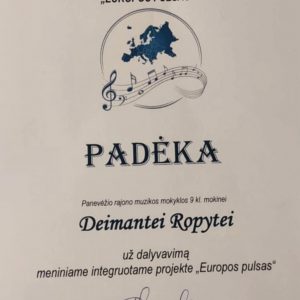 PADĖKA
Panevėžio rajono muzikos mokyklos 9 kl. mokinei
Deimantei Ropytei
už dalyvavimą
meniniame integruotame projekte „Europos pulsas“